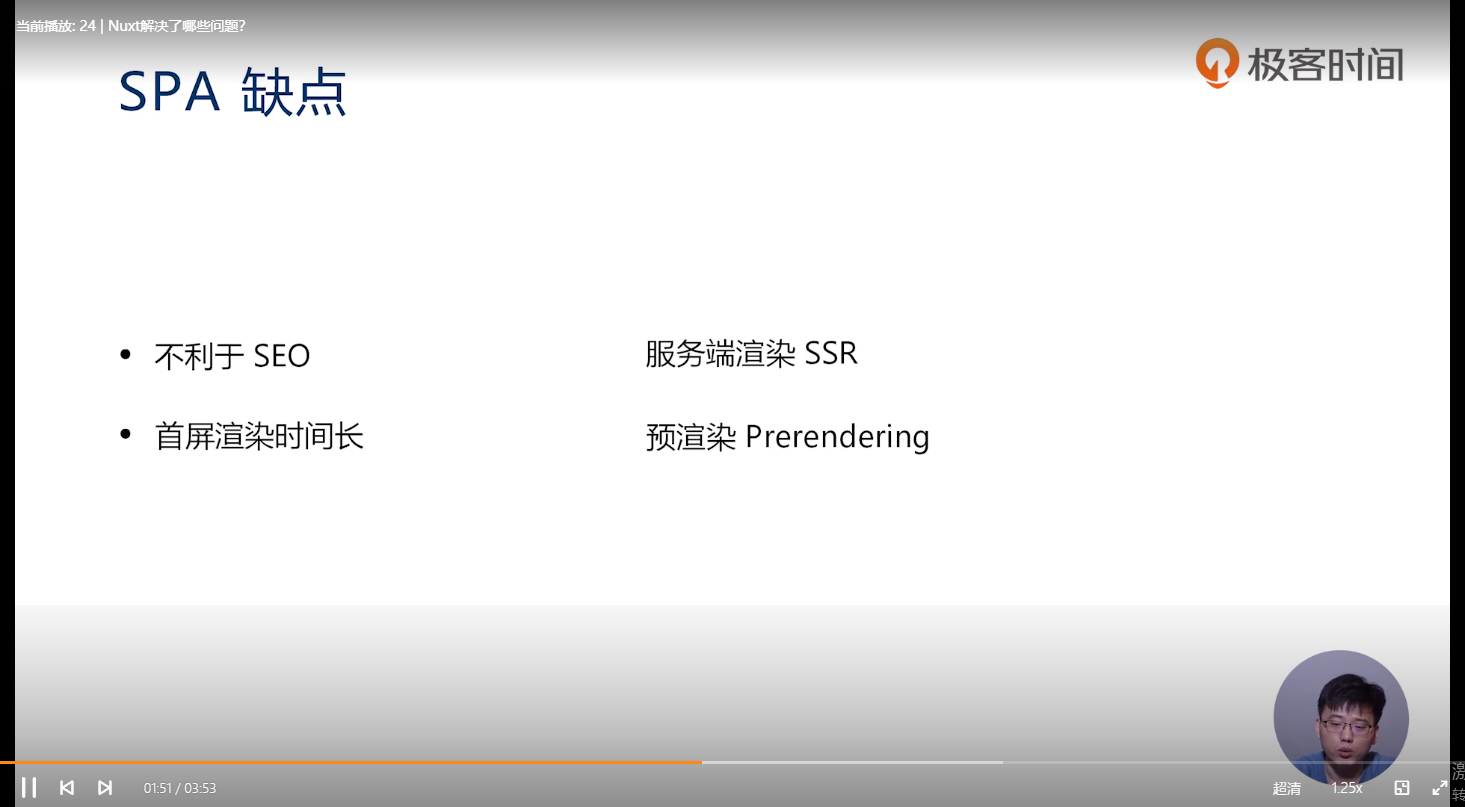 当前播放: 24 | Nuxt解决了哪些问题?
极客时间
SPA 缺点
• 不利于 SEO
服务端渲染 SSR
• 首屏渲染时间长
预渲染 Prerendering
01:51 / 03:53
超清
1.25x
激
转